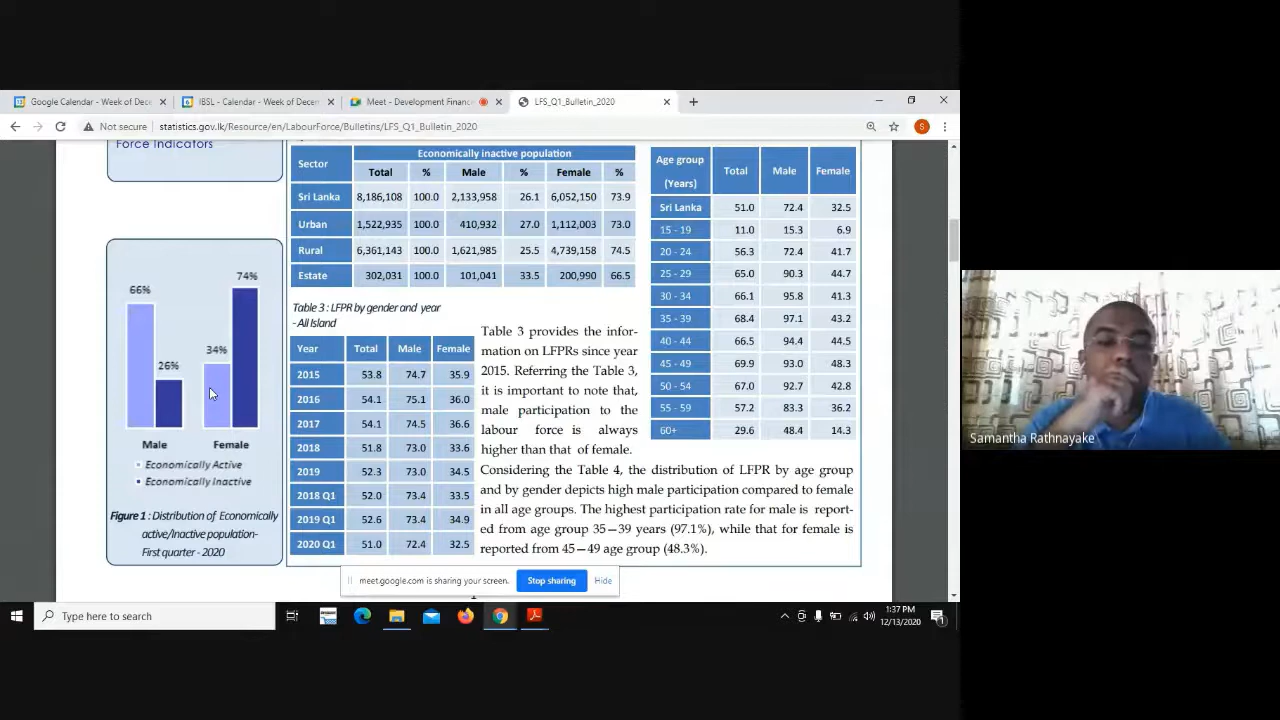 Google Calendar - Week of Dece
IBSL - Calendar - Week of Decem
Meet - Development Financ
LFS_Q1_Bulletin_2020
Not secure
statistics.gov.lk/Resource/en/LabourForce/Bulletins/LFS_Q1_Bulletin_2020
S
Force Indicators
66%
26%
34%
74%
Male Female
Economically Active
Economically Inactive
Figure 1 : Distribution of Economically
active/Inactive population-
First quarter - 2020
Sector Economically inactive population
Total % Male % Female %
Sri Lanka 8,186,108 100.0 2,133,958 26.1 6,052,150 73.9
Urban 1,522,935 100.0 410,932 27.0 1,112,003 73.0
Rural 6,361,143 100.0 1,621,985 25.5 4,739,158 74.5
Estate 302,031 100.0 101,041 33.5 200,990 66.5
Table 3 : LFPR by gender and year
- All Island
Year Total Male Female
2015 53.8 74.7 35.9
2016 54.1 75.1 36.0
2017 54.1 74.5 36.6
2018 51.8 73.0 33.6
2019 52.3 73.0 34.5
2018 Q1 52.0 73.4 33.5
2019 Q1 52.6 73.4 34.9
2020 Q1 51.0 72.4 32.5
Table 3 provides the infor-
mation on LFPRs since year
2015. Referring the Table 3,
it is important to note that,
male participation to the
labour force is always
higher than that of female.
Considering the Table 4, the distribution of LFPR by age group
and by gender depicts high male participation compared to female
in all age groups. The highest participation rate for male is report-
ed from age group 35—39 years (97.1%), while that for female is
reported from 45—49 age group (48.3%).
Age group
(Years) Total Male Female
Sri Lanka 51.0 72.4 32.5
15 - 19 11.0 15.3 6.9
20 - 24 56.3 72.4 41.7
25 - 29 65.0 90.3 44.7
30 - 34 66.1 95.8 41.3
35 - 39 68.4 97.1 43.2
40 - 44 66.5 94.4 44.5
45 - 49 69.9 93.0 48.3
50 - 54 67.0 92.7 42.8
55 - 59 57.2 83.3 36.2
60+ 29.6 48.4 14.3
meet.google.com is sharing your screen.
Stop sharing
Hide
Type here to search
1:37 PM
12/13/2020
Samantha Rathnayake